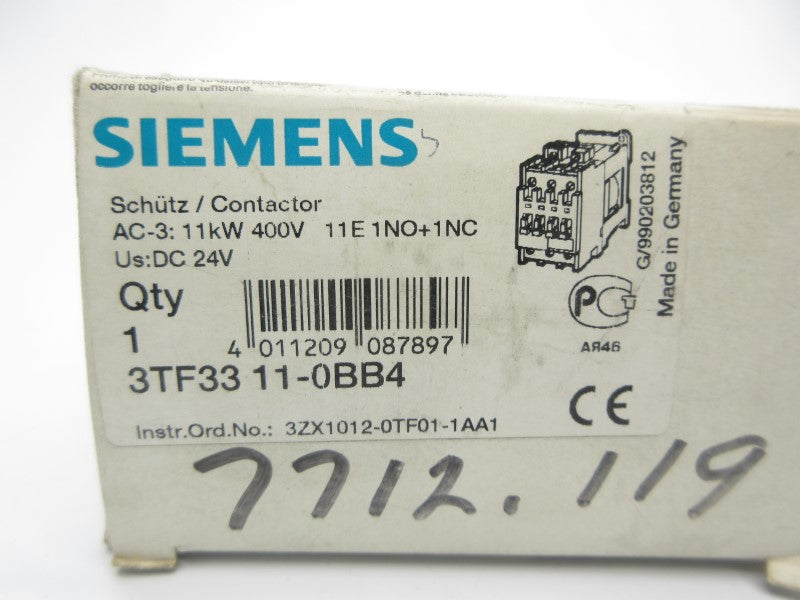 occorre togliere la tensione.
SIEMENS
Schütz / Contactor
AC-3: 11kW 400V 11E 1NO+1NC
Us:DC 24V
Qty
1
4 011209 087897
3TF33 11-0BB4
Instr.Ord.No.: 3ZX1012-0TF01-1AA1
G/990203812
Made in Germany
РС
АЯ46
CE
7712.119